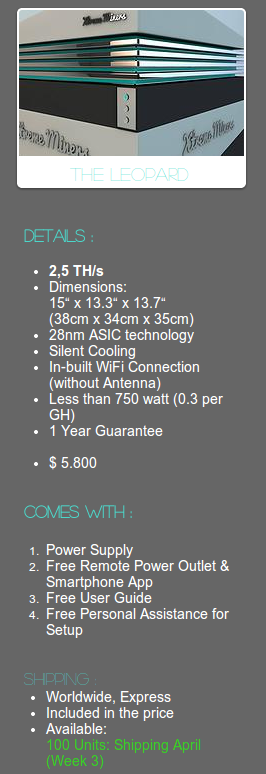 Xtreme Miners
Xtreme Miners
Xtreme Miners
THE LEOPARD
DETAILS :
• 2,5 TH/s
• Dimensions:
15“ x 13.3“ x 13.7“
(38cm x 34cm x 35cm)
• 28nm ASIC technology
• Silent Cooling
• In-built WiFi Connection
(without Antenna)
• Less than 750 watt (0.3 per
GH)
• 1 Year Guarantee
• $ 5.800
COMES WITH :
1. Power Supply
2. Free Remote Power Outlet &
Smartphone App
3. Free User Guide
4. Free Personal Assistance for
Setup
SHIPPING :
• Worldwide, Express
• Included in the price
• Available:
100 Units: Shipping April
(Week 3)